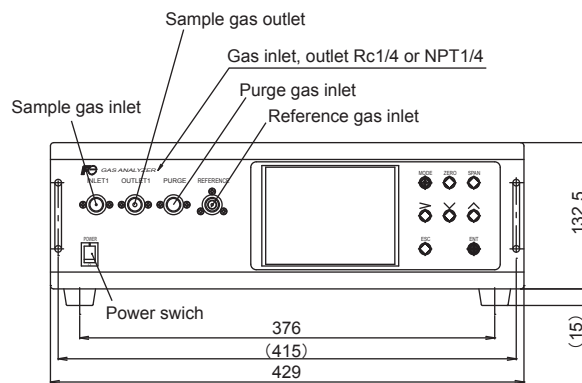 Sample gas outlet
Gas inlet, outlet Rc1/4 or NPT1/4
Purge gas inlet
Sample gas inlet
Reference gas inlet
GAS ANALYZER
INLET1 OUTLET1 PURGE REFERENCE
MODE ZERO SPAN
ESC ENT
POWER
Power swich
132.5
(15)
376
(415)
429